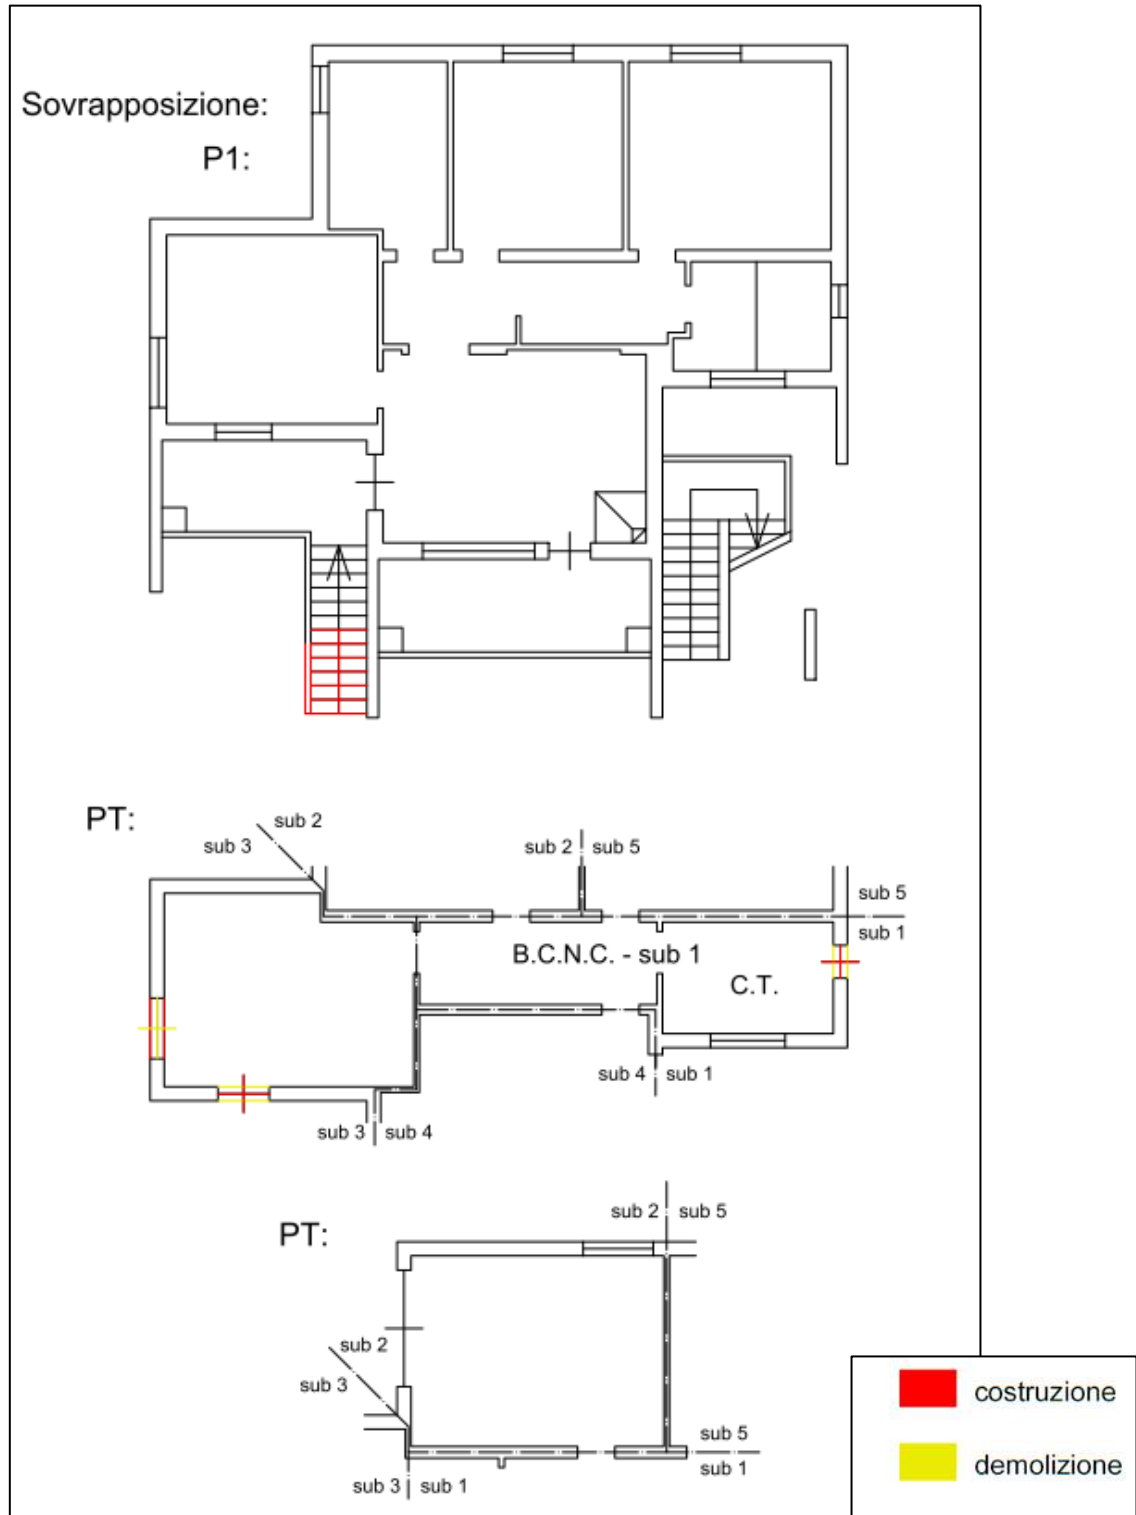 Sovrapposizione:
P1:
PT:
sub 2
sub 3
sub 2
sub 5
sub 5
sub 1
B.C.N.C. - sub 1
C.T.
sub 4
sub 1
sub 3
sub 4
PT:
sub 2
sub 5
sub 2
sub 3
sub 5
sub 1
sub 3
sub 1
costruzione
demolizione